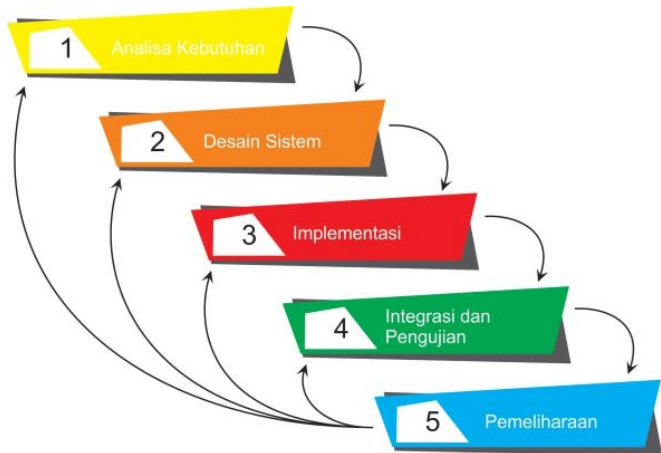 1
Analisa Kebutuhan
2
Desain Sistem
3
Implementasi
4
Integrasi dan
Pengujian
5
Pemeliharaan